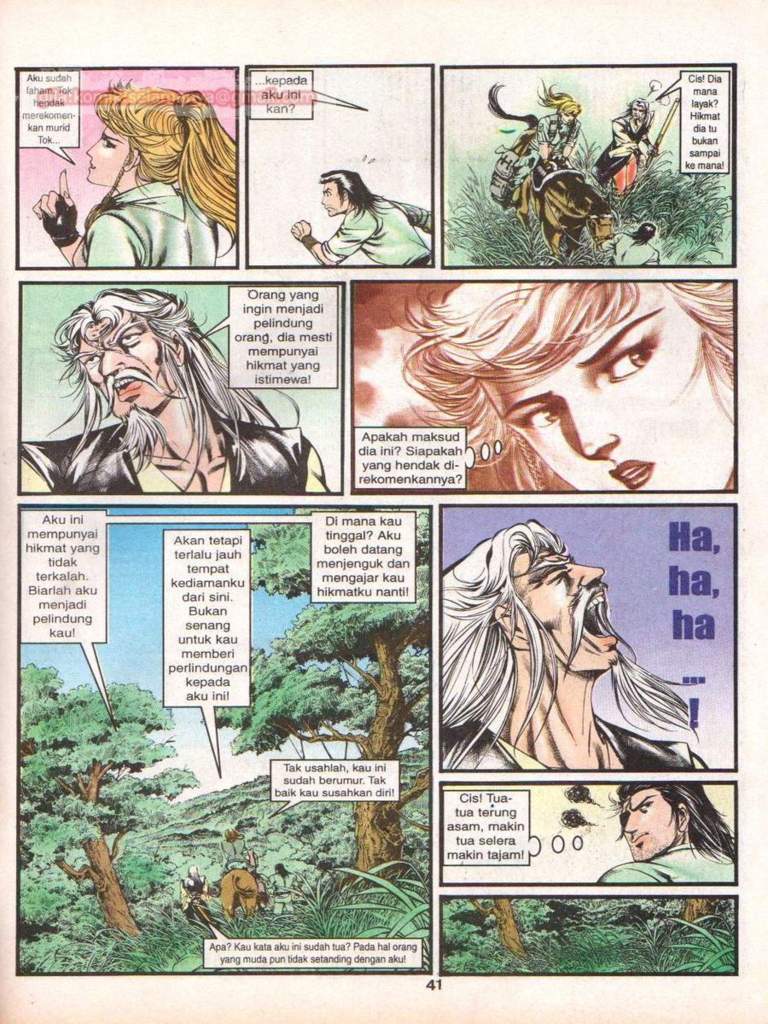 Aku sudah
faham. Tok
hendak
merekomen-
kan murid
Tok...
...kepada
aku ini
kan?
Cis! Dia
mana
layak?
Hikmat
dia tu
bukan
sampai
ke mana!
Orang yang
ingin menjadi
pelindung
orang, dia mesti
mempunyai
hikmat yang
istimewa!
Apakah maksud
dia ini? Siapakah
yang hendak di-
rekomenkannya?
Aku ini
mempunyai
hikmat yang
tidak
terkalah.
Biarlah aku
menjadi
pelindung
kau!
Akan tetapi
terlalu jauh
tempat
kediamanku
dari sini.
Bukan
senang
untuk kau
memberi
perlindungan
kepada
aku ini!
Di mana kau
tinggal? Aku
boleh datang
menjenguk dan
mengajar kau
hikmatku nanti!
Tak usahlah, kau ini
sudah berumur. Tak
baik kau susahkan diri!
Apa? Kau kata aku ini sudah tua? Pada hal orang
yang muda pun tidak setanding dengan aku!
Ha,
ha,
ha
...
!
Cis! Tua-
tua terung
asam, makin
tua selera
makin tajam!
41